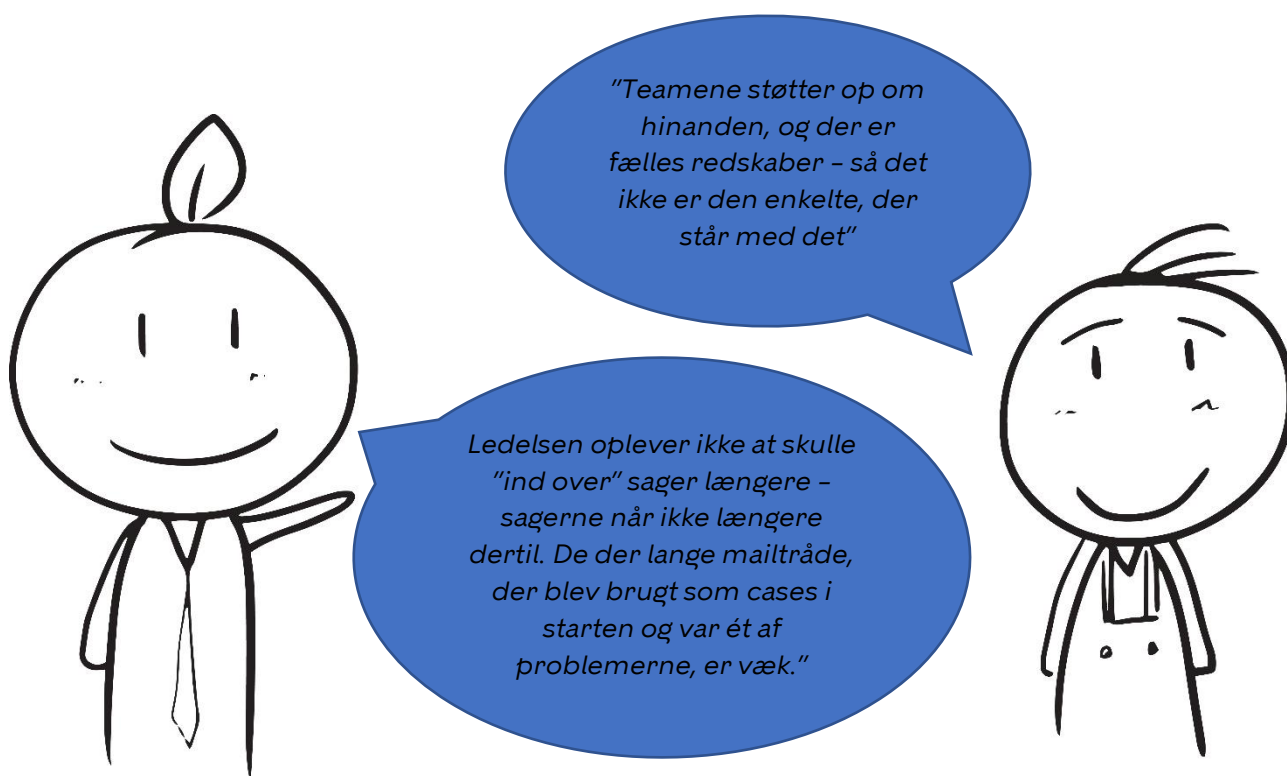 "Teamene støtter op om
hinanden, og der er
fælles redskaber – så det
ikke er den enkelte, der
står med det"
Ledelsen oplever ikke at skulle
"ind over" sager længere –
sagerne når ikke længere
dertil. De der lange mailtråde,
der blev brugt som cases i
starten og var ét af
problemerne, er væk."